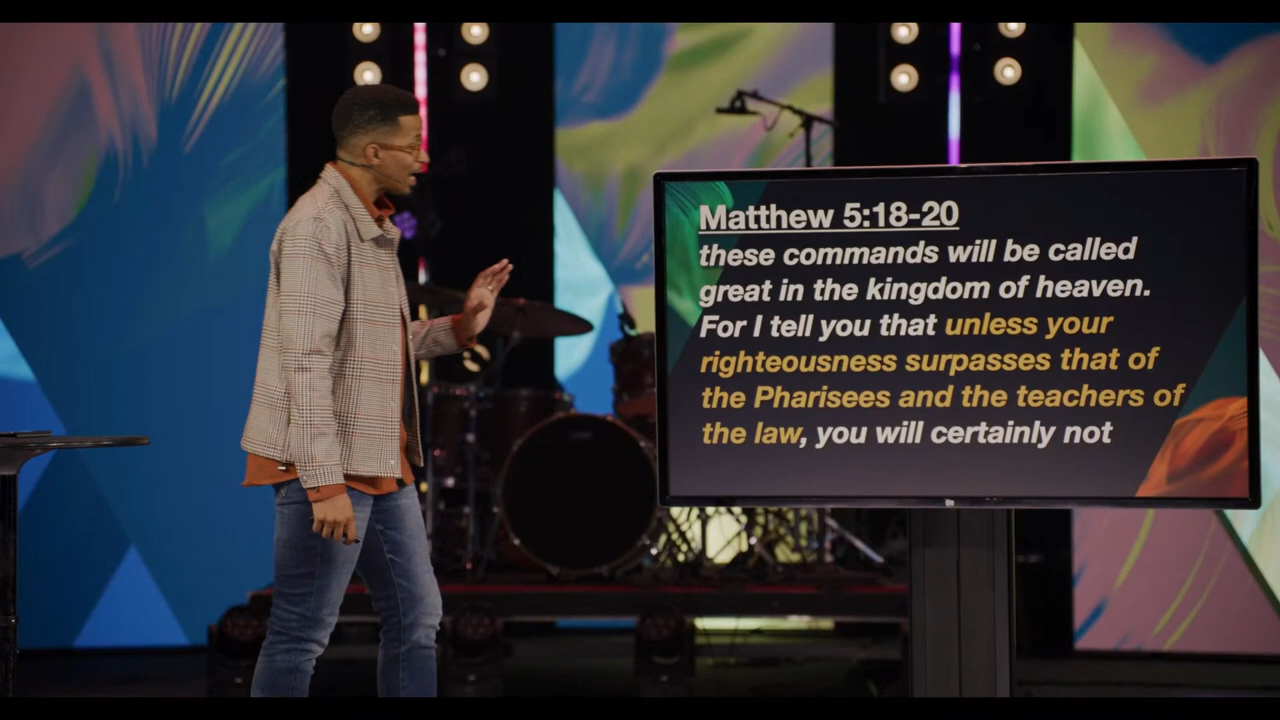 Matthew 5:18-20
these commands will be called
great in the kingdom of heaven.
For I tell you that unless your
righteousness surpasses that of
the Pharisees and the teachers of
the law, you will certainly not